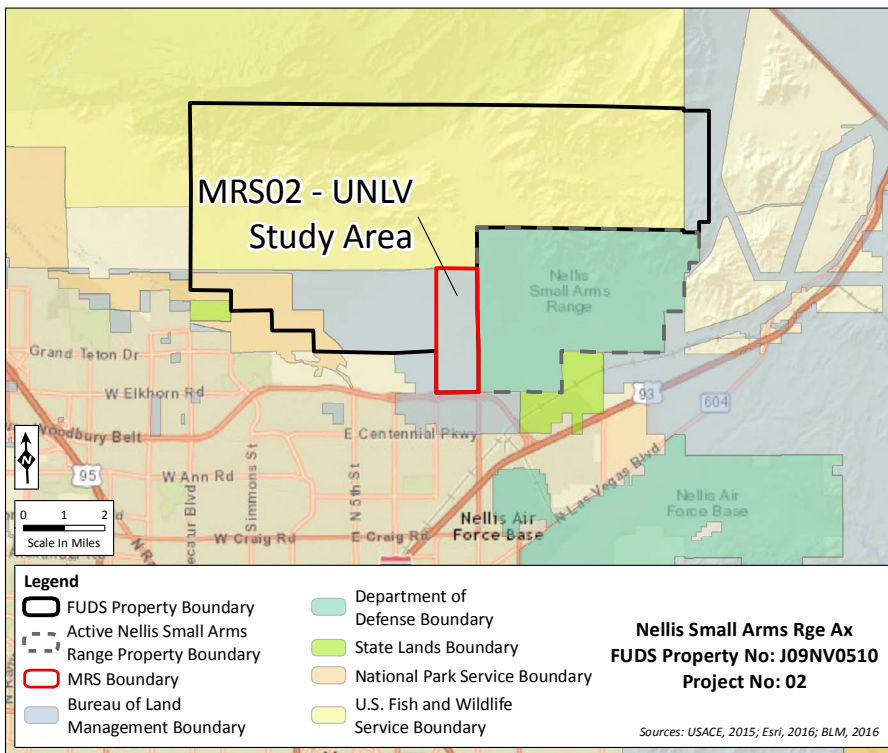 MRS02 - UNLV
Study Area
Nellis
Small Arms
Range
Grand Teton Dr
W Elkhorn Rd
Woodbury Belt
E Centennial Pkwy
93
604
95
W Ann Rd
Simmons St
N 5th St
N Las Vegas Blvd
Nellis Air
Force Base
W Craig Rd
E Craig Rd
Nellis Air
Force Base
N
0 1 2
Scale In Miles
Legend
FUDS Property Boundary
Active Nellis Small Arms
Range Property Boundary
MRS Boundary
Bureau of Land
Management Boundary
Department of
Defense Boundary
State Lands Boundary
National Park Service Boundary
U.S. Fish and Wildlife
Service Boundary
Nellis Small Arms Rge Ax
FUDS Property No: J09NV0510
Project No: 02
Sources: USACE, 2015; Esri, 2016; BLM, 2016